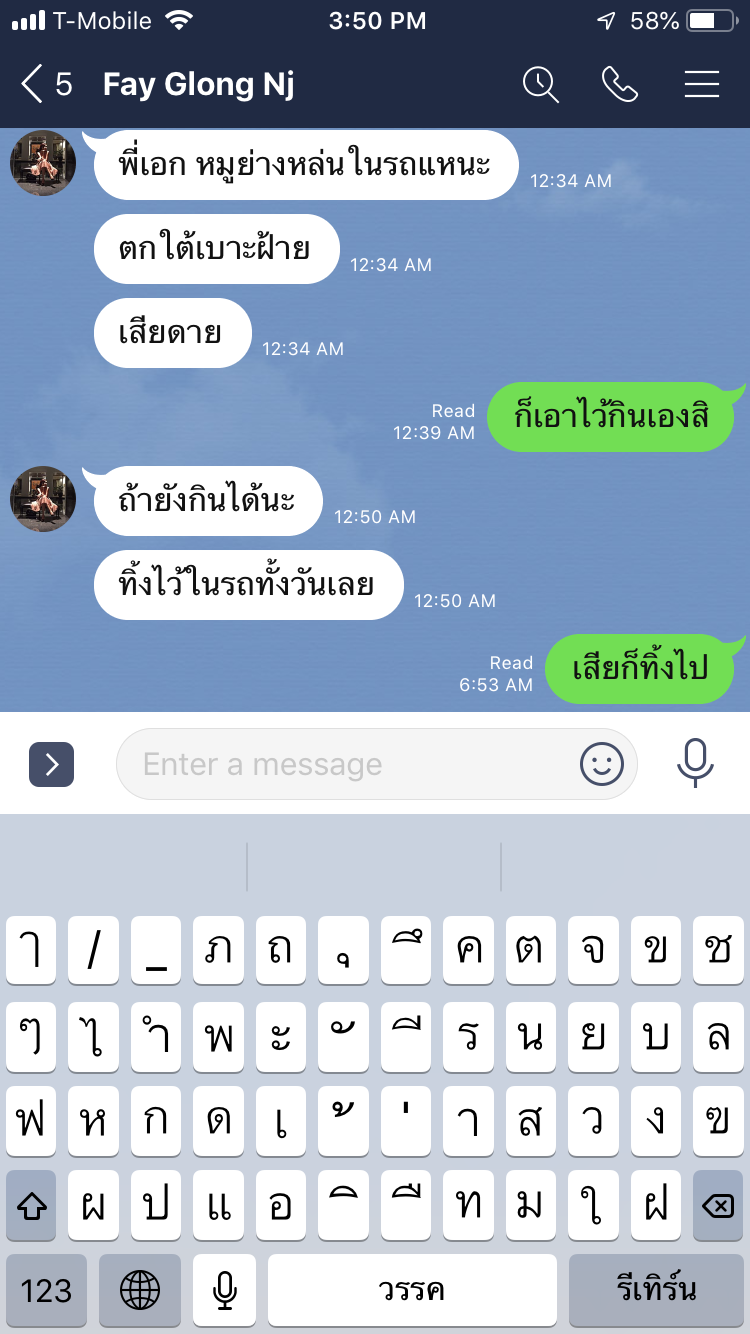 T-Mobile 3:50 PM 58%
5 Fay Glong Nj
พี่เอก หมูย่างหล่นในรถแหนะ 12:34 AM
ตกใต้เบาะฝ้าย 12:34 AM
เสียดาย 12:34 AM
Read
12:39 AM
ก็เอาไว้กินเองสิ
ถ้ายังกินได้นะ 12:50 AM
ทิ้งไว้ในรถทั้งวันเลย 12:50 AM
Read
6:53 AM
เสียก็ทิ้งไป
Enter a message
ๅ / _ ภ ถ ุ ึ ค ต จ ข ช
ๆ ไ ำ พ ะ ั ี ร น ย บ ล
ฟ ห ก ด เ ้ ่ า ส ว ง ฃ
ผ ป แ อ ิ ื ท ม ใ ฝ
123 วรรค รีเทิร์น